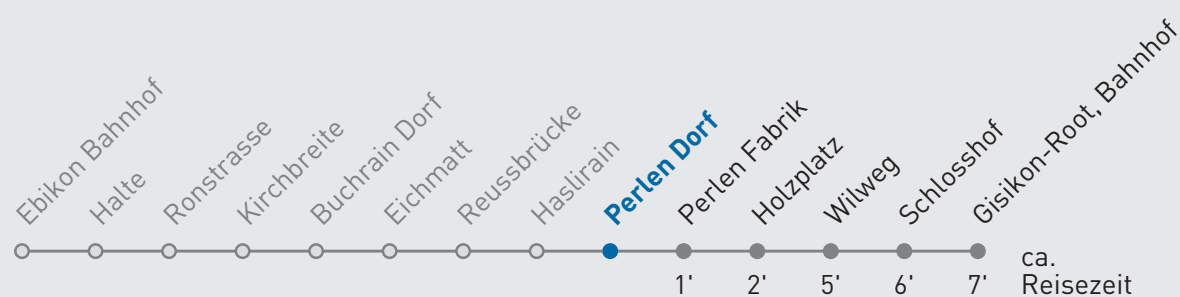 Ebikon Bahnhof
Halte
Ronstrasse
Kirchbreite
Buchrain Dorf
Eichmatt
Reussbrücke
Haslirain
Perlen Dorf
Perlen Fabrik
Holzplatz
Wilweg
Schlosshof
Gisikon-Root, Bahnhof
1' 2' 5' 6' 7'
ca.
Reisezeit